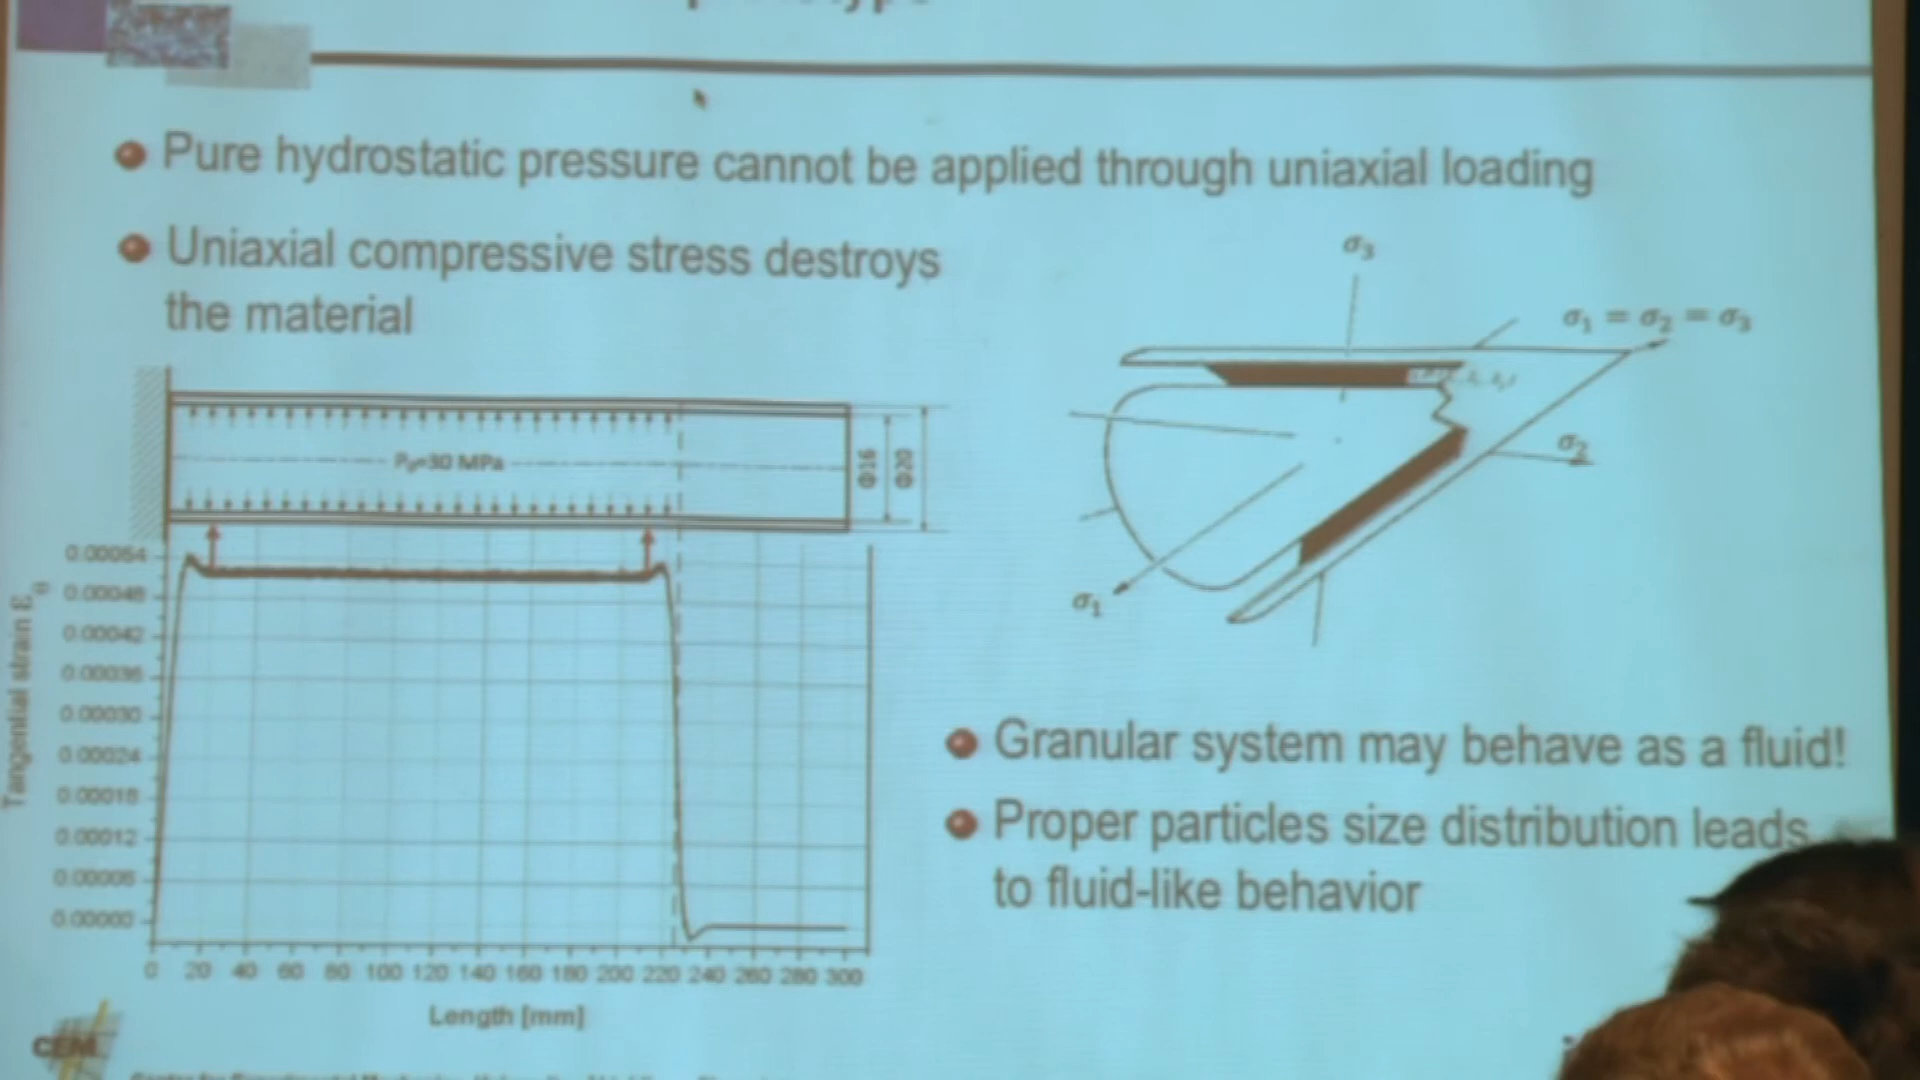 Pure hydrostatic pressure cannot be applied through uniaxial loading
Uniaxial compressive stress destroys
the material
σ3
σ1 = σ2 = σ3
σ2
σ1
P0=30 MPa
Φ16
Φ20
Tangential strain εθ
0.00054
0.00048
0.00042
0.00036
0.00030
0.00024
0.00018
0.00012
0.00006
0.00000
0 20 40 60 80 100 120 140 160 180 200 220 240 260 280 300
Length [mm]
Granular system may behave as a fluid!
Proper particles size distribution leads
to fluid-like behavior
CEM